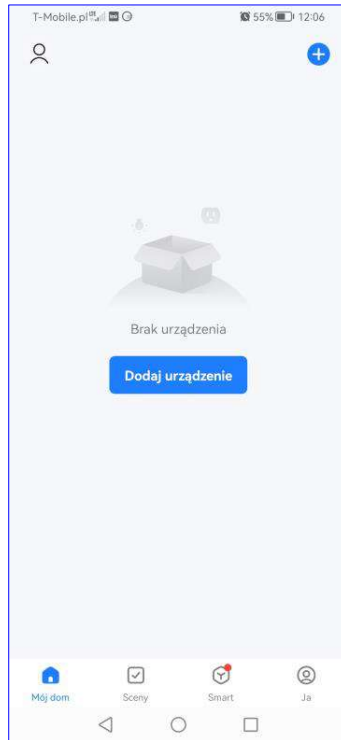 T-Mobile.pl 55% 12:06
Brak urządzenia
Dodaj urządzenie
Mój dom Sceny Smart Ja